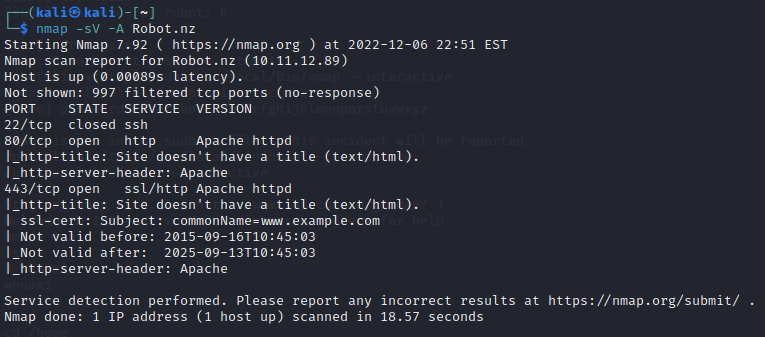 (kali㉿kali)-[~]
$ nmap -sV -A Robot.nz
Starting Nmap 7.92 ( https://nmap.org ) at 2022-12-06 22:51 EST
Nmap scan report for Robot.nz (10.11.12.89)
Host is up (0.00089s latency).
Not shown: 997 filtered tcp ports (no-response)
PORT    STATE  SERVICE  VERSION
22/tcp  closed ssh
80/tcp  open   http     Apache httpd
|_http-title: Site doesn't have a title (text/html).
|_http-server-header: Apache
443/tcp open   ssl/http Apache httpd
|_http-title: Site doesn't have a title (text/html).
| ssl-cert: Subject: commonName=www.example.com
| Not valid before: 2015-09-16T10:45:03
|_Not valid after:  2025-09-13T10:45:03
|_http-server-header: Apache
whoami
Service detection performed. Please report any incorrect results at https://nmap.org/submit/ .
Nmap done: 1 IP address (1 host up) scanned in 18.57 seconds
cd /home